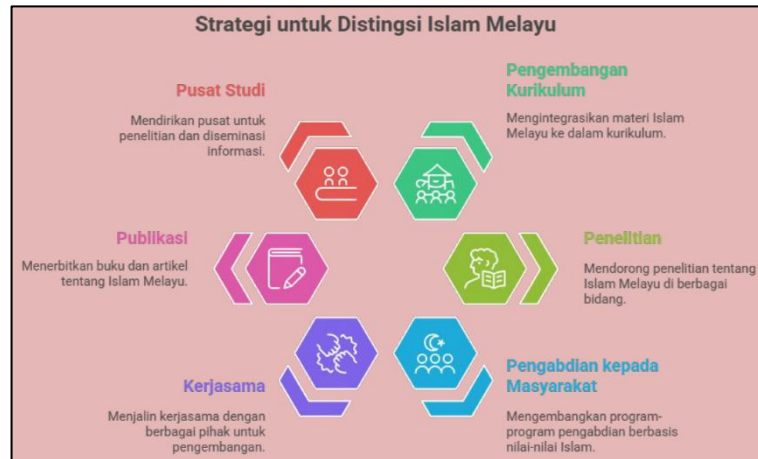 Strategi untuk Distingsi Islam Melayu
Pusat Studi
Mendirikan pusat untuk
penelitian dan diseminasi
informasi.
Pengembangan
Kurikulum
Mengintegrasikan materi Islam
Melayu ke dalam kurikulum.
Publikasi
Menerbitkan buku dan artikel
tentang Islam Melayu.
Penelitian
Mendorong penelitian tentang
Islam Melayu di berbagai
bidang.
Kerjasama
Menjalin kerjasama dengan
berbagai pihak untuk
pengembangan.
Pengabdian kepada
Masyarakat
Mengembangkan program-
program pengabdian berbasis
nilai-nilai Islam.